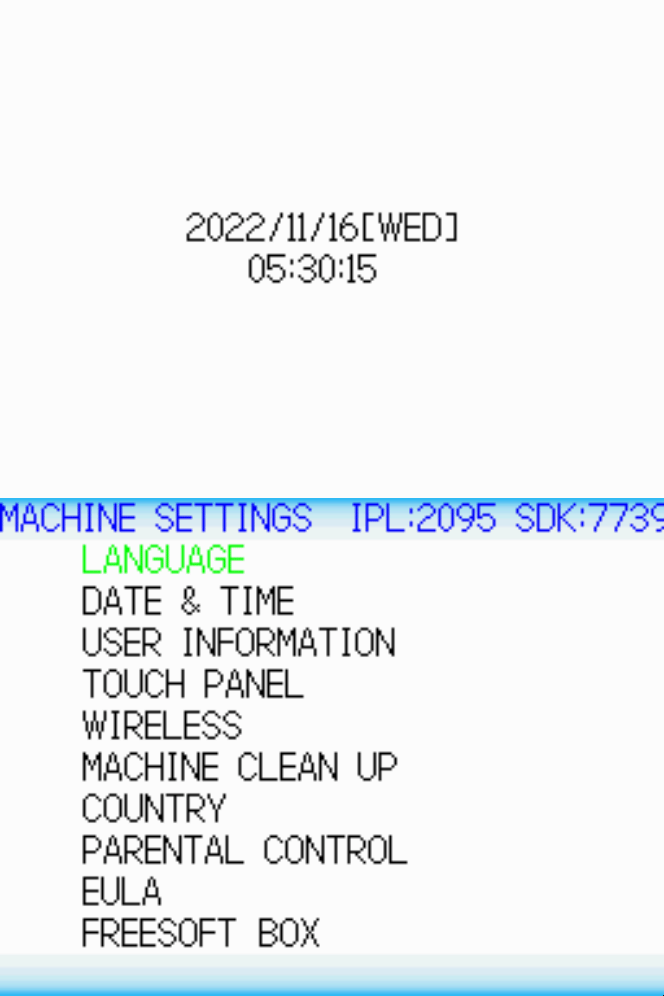 2022/11/16[WED]
05:30:15
MACHINE SETTINGS IPL:2095 SDK:7739
LANGUAGE
DATE & TIME
USER INFORMATION
TOUCH PANEL
WIRELESS
MACHINE CLEAN UP
COUNTRY
PARENTAL CONTROL
EULA
FREESOFT BOX